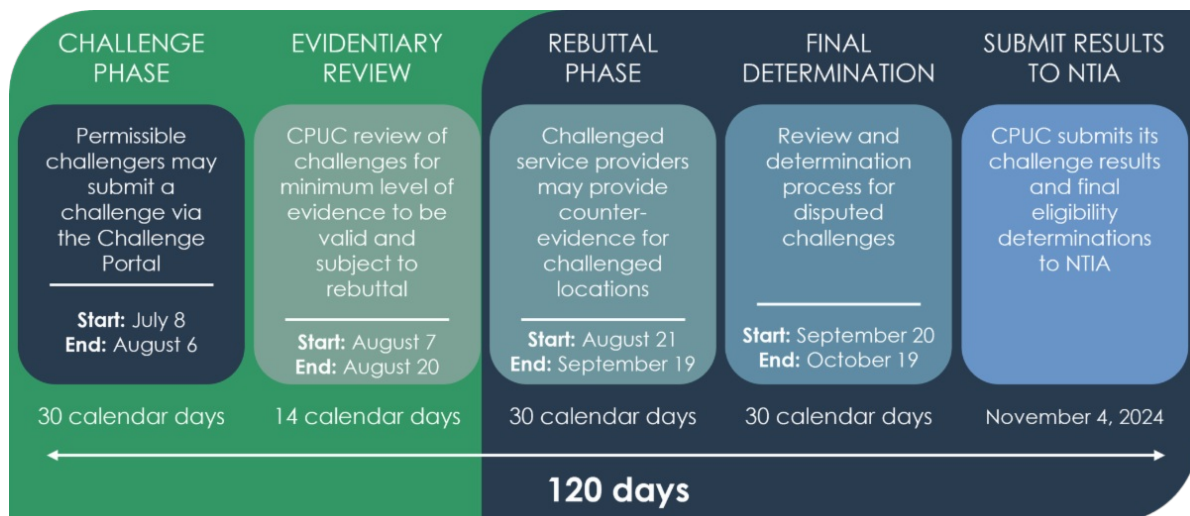 CHALLENGE
PHASE
Permissible
challengers may
submit a
challenge via
the Challenge
Portal
Start: July 8
End: August 6
30 calendar days
EVIDENTIARY
REVIEW
CPUC review of
challenges for
minimum level of
evidence to be
valid and
subject to
rebuttal
Start: August 7
End: August 20
14 calendar days
REBUTTAL
PHASE
Challenged
service providers
may provide
counter-
evidence for
challenged
locations
Start: August 21
End: September 19
30 calendar days
FINAL
DETERMINATION
Review and
determination
process for
disputed
challenges
Start: September 20
End: October 19
30 calendar days
SUBMIT RESULTS
TO NTIA
CPUC submits its
challenge results
and final
eligibility
determinations
to NTIA
November 4, 2024
120 days